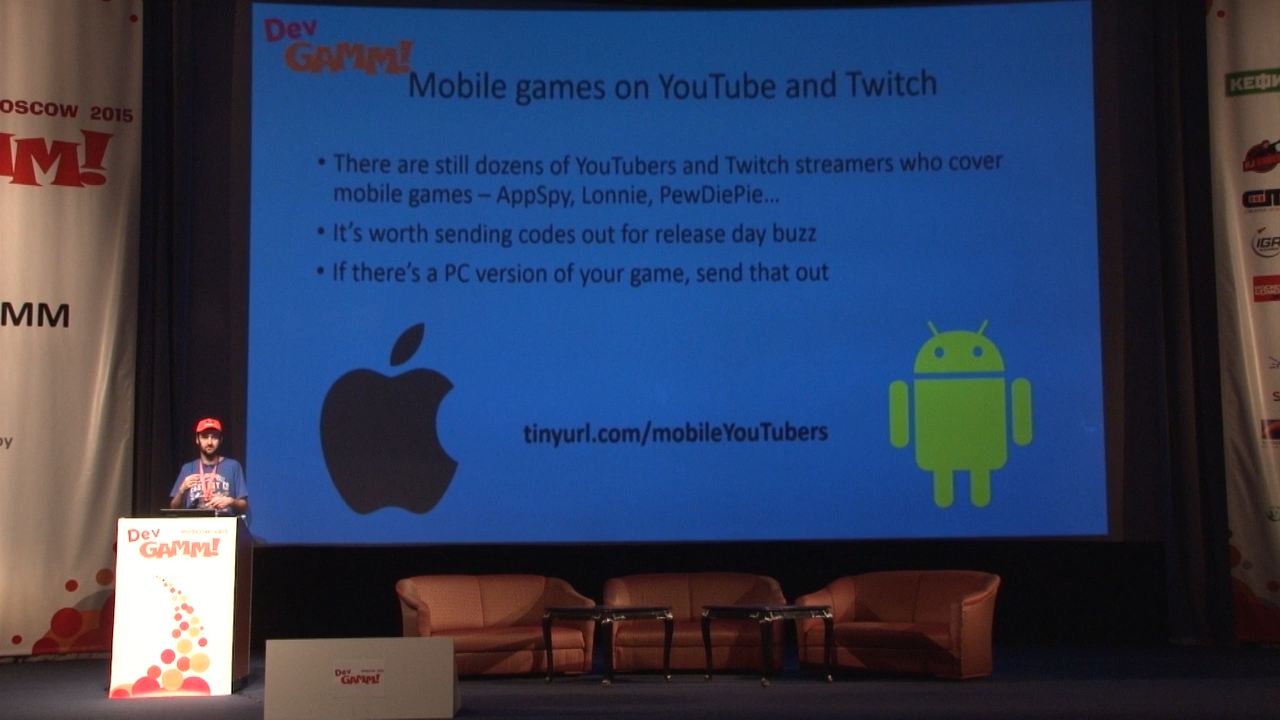 Dev
GAMM!
Mobile games on YouTube and Twitch
• There are still dozens of YouTubers and Twitch streamers who cover
mobile games – AppSpy, Lonnie, PewDiePie...
• It's worth sending codes out for release day buzz
• If there's a PC version of your game, send that out
tinyurl.com/mobileYouTubers
OSCOW 2015
MM!
MM
by
КЕФИ
IGR
Dev
GAMM!
Dev
GAMM!